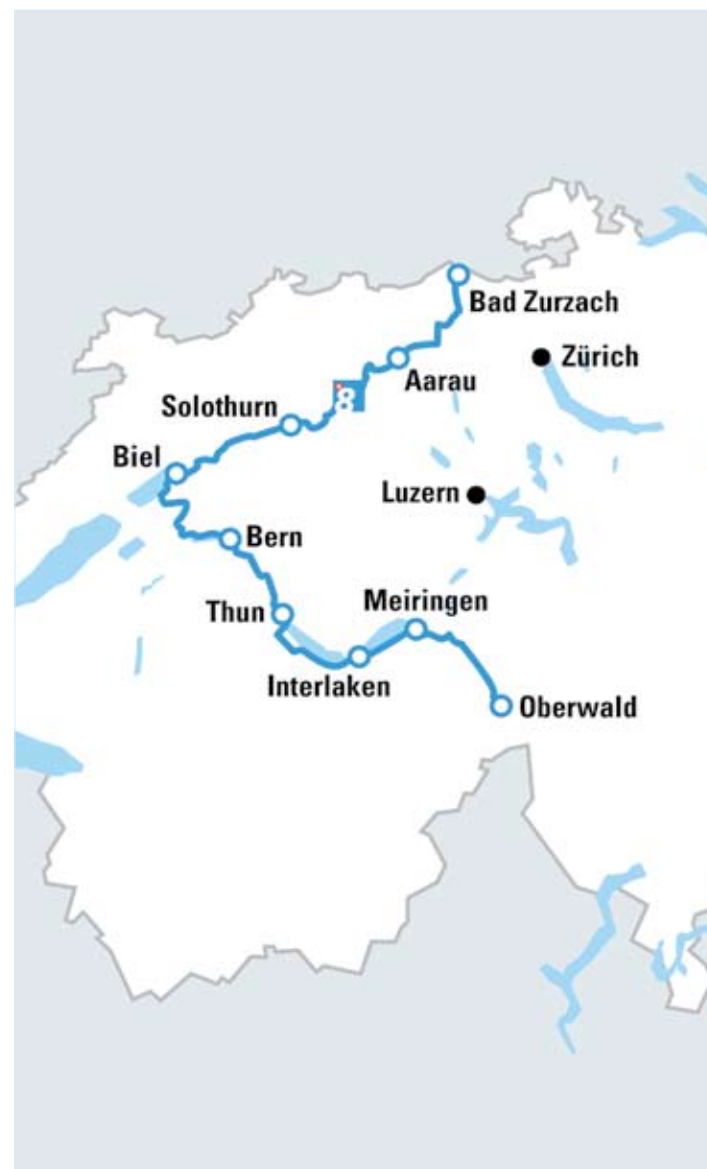 Bad Zurzach
Zürich
Aarau
8
Solothurn
Biel
Luzern
Bern
Meiringen
Thun
Interlaken
Oberwald